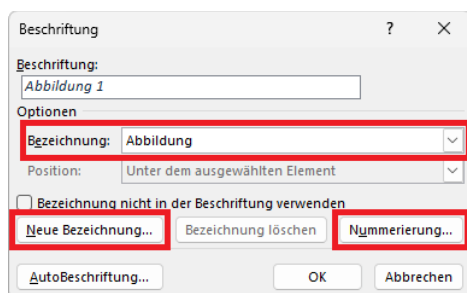 Beschriftung ?
Beschriftung:
Abbildung 1
Optionen
Bezeichnung: Abbildung
Position: Unter dem ausgewählten Element
Bezeichnung nicht in der Beschriftung verwenden
Neue Bezeichnung... Bezeichnung löschen Nummerierung...
AutoBeschriftung... OK Abbrechen